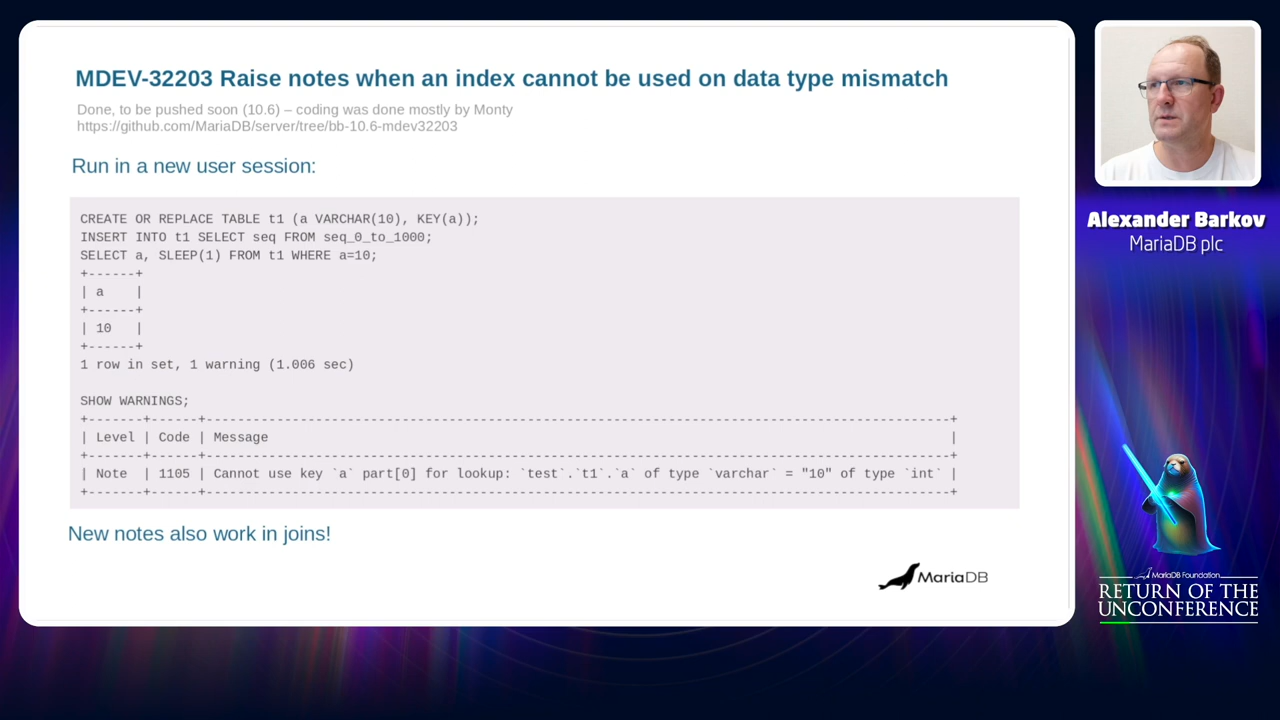 MDEV-32203 Raise notes when an index cannot be used on data type mismatch
Done, to be pushed soon (10.6) – coding was done mostly by Monty
https://github.com/MariaDB/server/tree/bb-10.6-mdev32203
Run in a new user session:
CREATE OR REPLACE TABLE t1 (a VARCHAR(10), KEY(a));
INSERT INTO t1 SELECT seq FROM seq_0_to_1000;
SELECT a, SLEEP(1) FROM t1 WHERE a=10;
+------+
| a    |
+------+
| 10   |
+------+
1 row in set, 1 warning (1.006 sec)
SHOW WARNINGS;
+-------+------+-----------------------------------------------------------------------------------------------+
| Level | Code | Message                                                                                       |
+-------+------+-----------------------------------------------------------------------------------------------+
| Note  | 1105 | Cannot use key `a` part[0] for lookup: `test`.`t1`.`a` of type `varchar` = "10" of type `int` |
+-------+------+-----------------------------------------------------------------------------------------------+
New notes also work in joins!
MariaDB
Alexander Barkov
MariaDB plc
MariaDB Foundation
RETURN OF THE
UNCONFERENCE